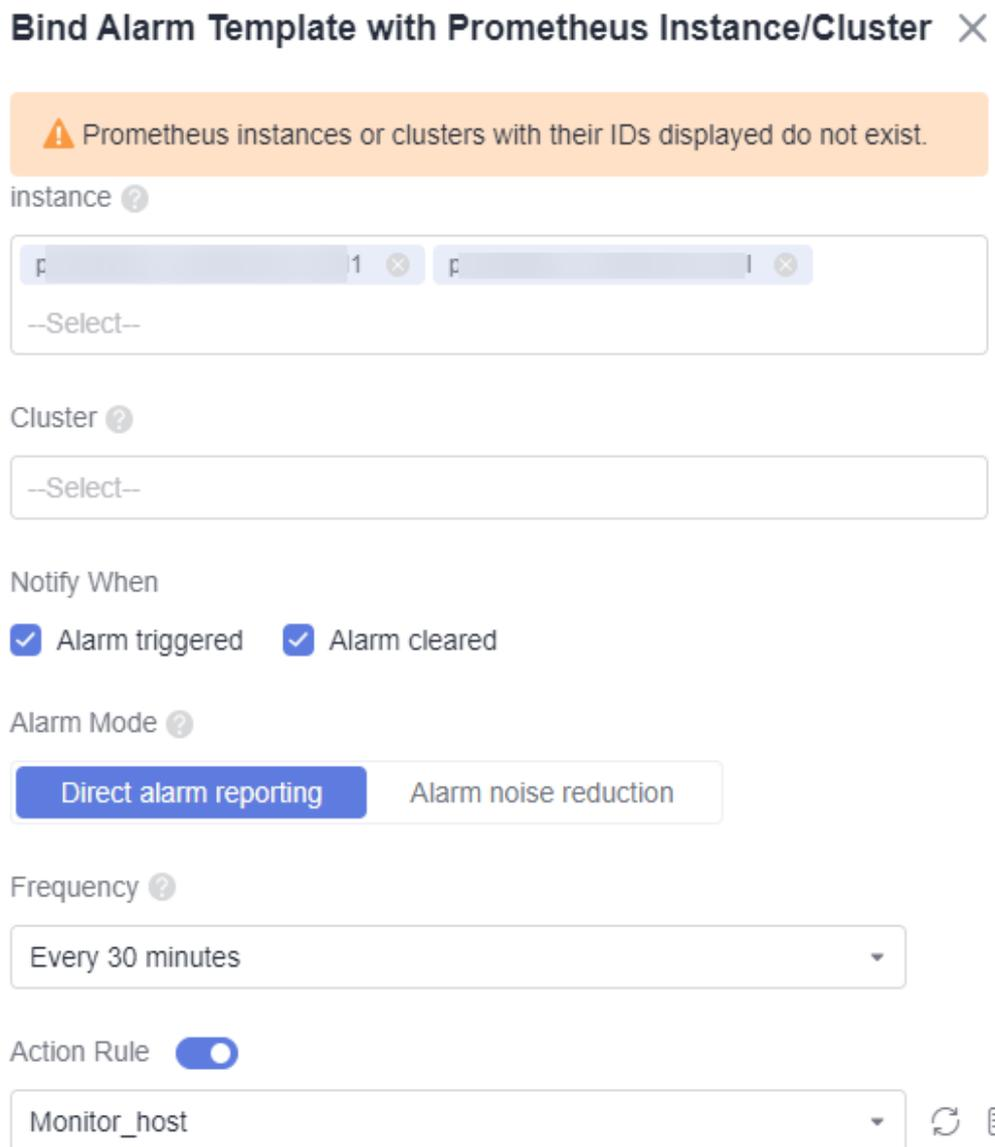 Bind Alarm Template with Prometheus Instance/Cluster
Prometheus instances or clusters with their IDs displayed do not exist.
instance
--Select--
Cluster
--Select--
Notify When
Alarm triggered Alarm cleared
Alarm Mode
Direct alarm reporting Alarm noise reduction
Frequency
Every 30 minutes
Action Rule
Monitor_host